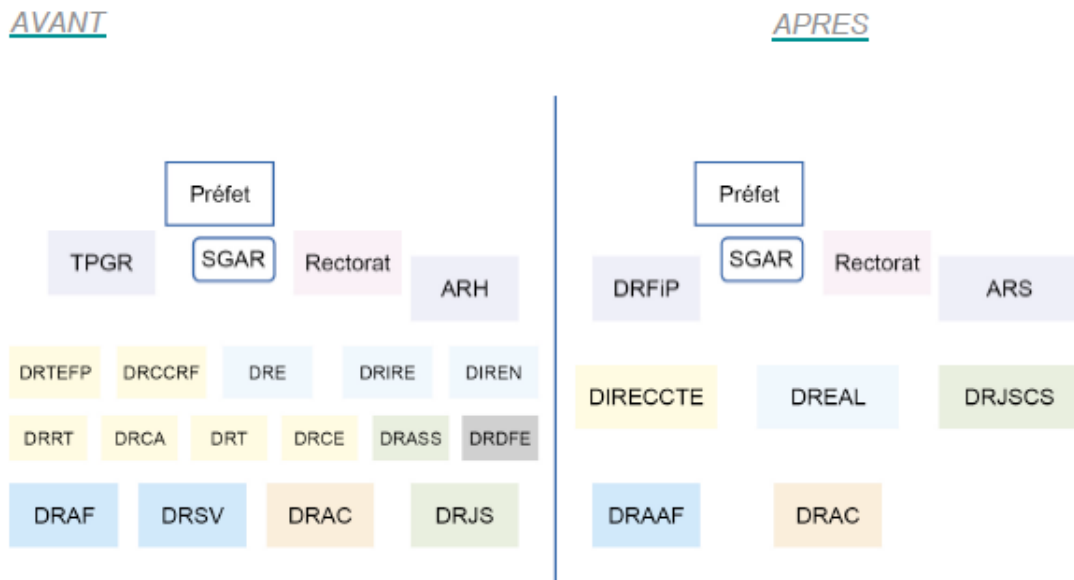 AVANT
APRES
Préfet
Préfet
TPGR
SGAR
Rectorat
ARH
DRFiP
SGAR
Rectorat
ARS
DRTEFP
DRCCRF
DRE
DRIRE
DIREN
DIRECCTE
DREAL
DRJSCS
DRRT
DRCA
DRT
DRCE
DRASS
DRDFE
DRAF
DRSV
DRAC
DRJS
DRAAF
DRAC